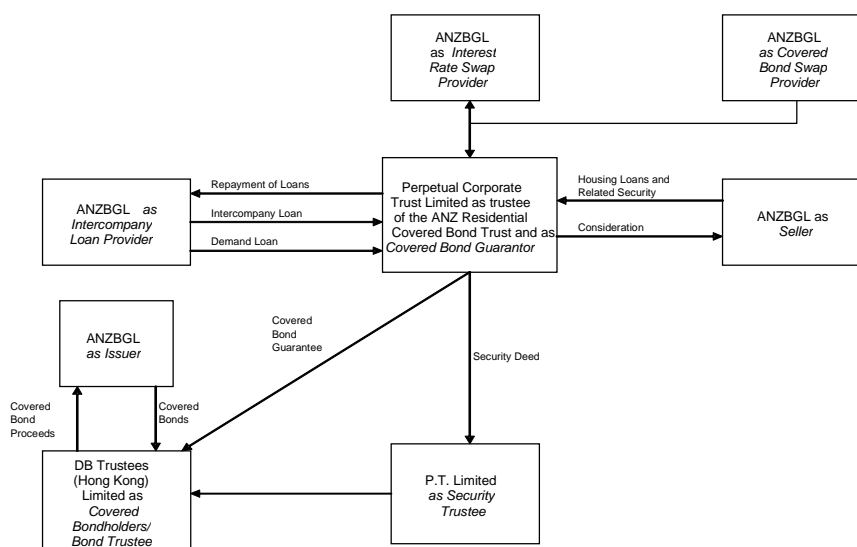 ANZBGL
as Interest
Rate Swap
Provider
ANZBGL
as Covered
Bond Swap
Provider
Repayment of Loans
Intercompany Loan
Demand Loan
ANZBGL as
Intercompany
Loan Provider
Perpetual Corporate
Trust Limited as trustee
of the ANZ Residential
Covered Bond Trust and as
Covered Bond Guarantor
Housing Loans and
Related Security
Consideration
ANZBGL as
Seller
ANZBGL
as Issuer
Covered
Bond
Guarantee
Security Deed
Covered
Bond
Proceeds
Covered
Bonds
DB Trustees
(Hong Kong)
Limited as
Covered
Bondholders/
Bond Trustee
P.T. Limited
as Security
Trustee